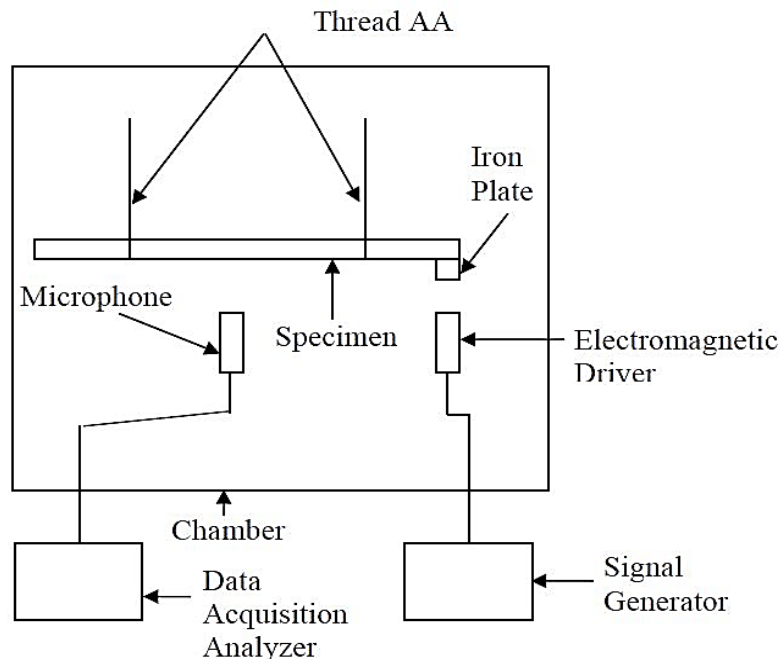 Thread AA
Iron
Plate
Microphone
Specimen
Electromagnetic
Driver
Chamber
Data
Acquisition
Analyzer
Signal
Generator